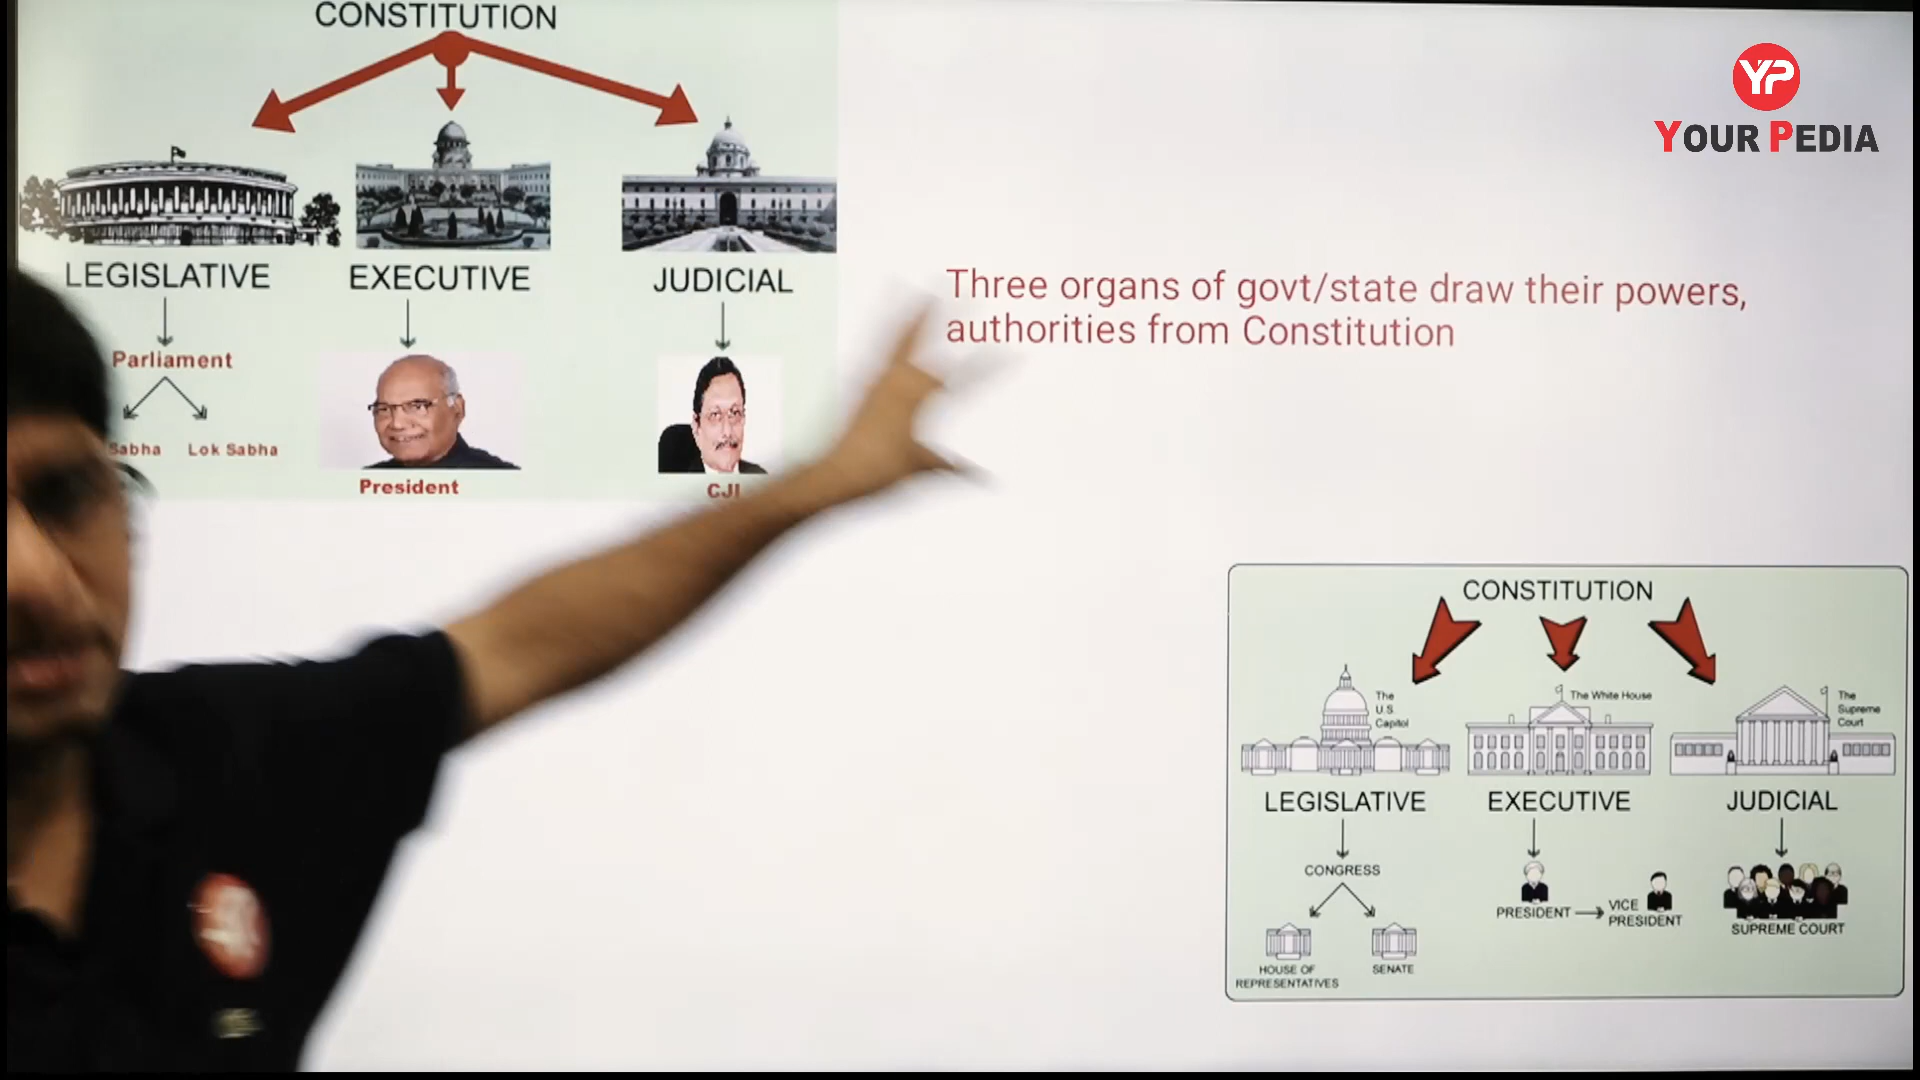 CONSTITUTION
LEGISLATIVE
EXECUTIVE
JUDICIAL
Parliament
Sabha
Lok Sabha
President
CJI
Three organs of govt/state draw their powers,
authorities from Constitution
YP
YOUR PEDIA
CONSTITUTION
The
U.S.
Capitol
The White House
The
Supreme
Court
LEGISLATIVE
EXECUTIVE
JUDICIAL
CONGRESS
HOUSE OF
REPRESENTATIVES
SENATE
PRESIDENT
VICE
PRESIDENT
SUPREME COURT